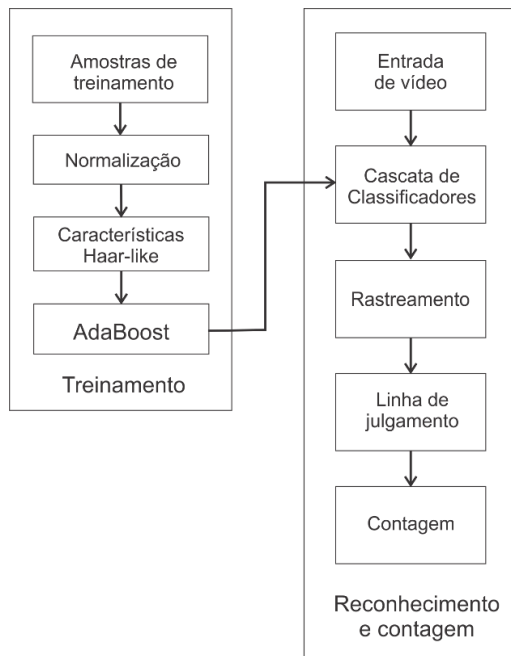 Amostras de
treinamento
Normalização
Características
Haar-like
AdaBoost
Treinamento
Entrada
de vídeo
Cascata de
Classificadores
Rastreamento
Linha de
julgamento
Contagem
Reconhecimento
e contagem